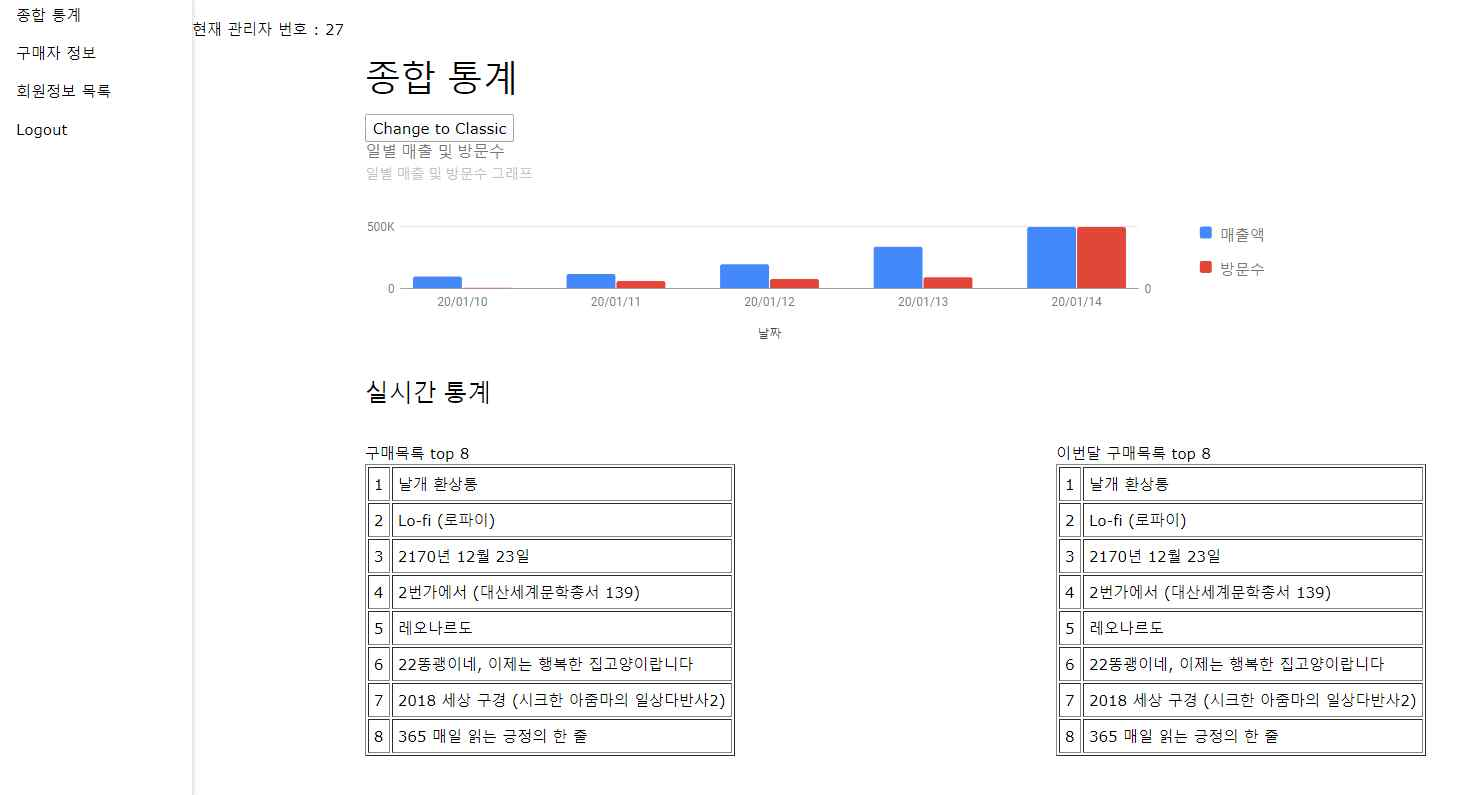 종합 통계
구매자 정보
회원정보 목록
Logout
현재 관리자 번호 : 27
종합 통계
Change to Classic
일별 매출 및 방문수
일별 매출 및 방문수 그래프
500K
0
0
20/01/10
20/01/11
20/01/12
20/01/13
20/01/14
날짜
매출액
방문수
실시간 통계
구매목록 top 8
1 날개 환상통
2 Lo-fi (로파이)
3 2170년 12월 23일
4 2번가에서 (대산세계문학총서 139)
5 레오나르도
6 22똥괭이네, 이제는 행복한 집고양이랍니다
7 2018 세상 구경 (시크한 아줌마의 일상다반사2)
8 365 매일 읽는 긍정의 한 줄
이번달 구매목록 top 8
1 날개 환상통
2 Lo-fi (로파이)
3 2170년 12월 23일
4 2번가에서 (대산세계문학총서 139)
5 레오나르도
6 22똥괭이네, 이제는 행복한 집고양이랍니다
7 2018 세상 구경 (시크한 아줌마의 일상다반사2)
8 365 매일 읽는 긍정의 한 줄